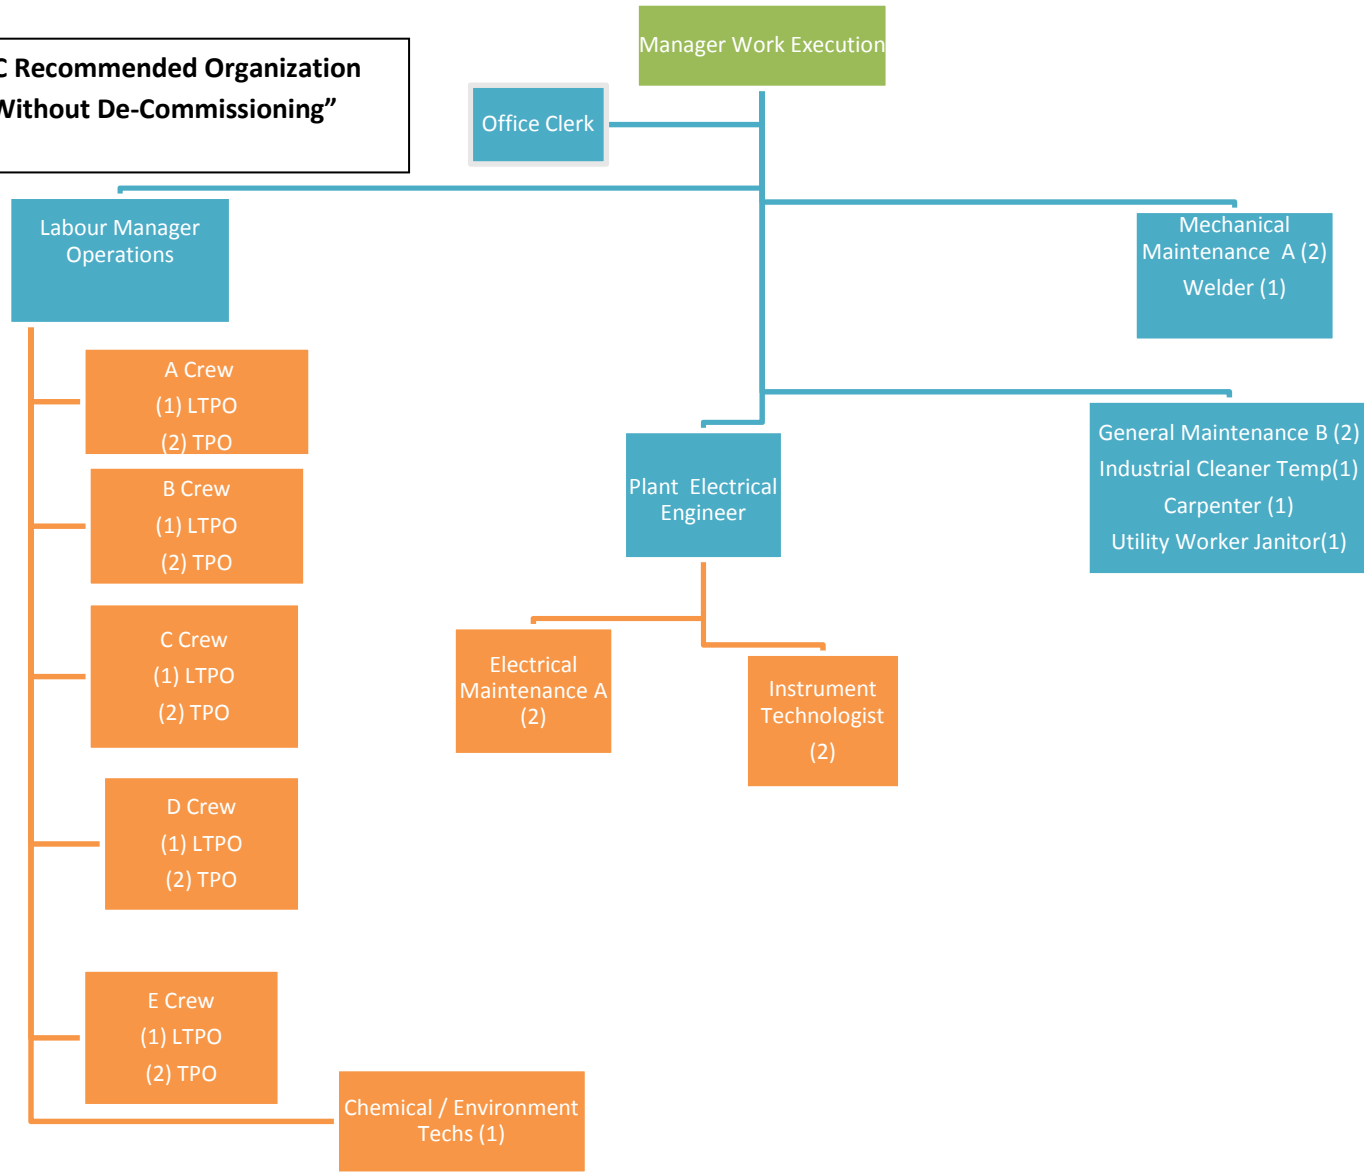 C Recommended Organization
Without De-Commissioning”
Manager Work Execution
Office Clerk
Labour Manager
Operations
Mechanical
Maintenance A (2)
Welder (1)
A Crew
(1) LTPO
(2) TPO
B Crew
(1) LTPO
(2) TPO
C Crew
(1) LTPO
(2) TPO
D Crew
(1) LTPO
(2) TPO
E Crew
(1) LTPO
(2) TPO
Chemical / Environment
Techs (1)
Plant Electrical
Engineer
Electrical
Maintenance A
(2)
Instrument
Technologist
(2)
General Maintenance B (2)
Industrial Cleaner Temp(1)
Carpenter (1)
Utility Worker Janitor(1)